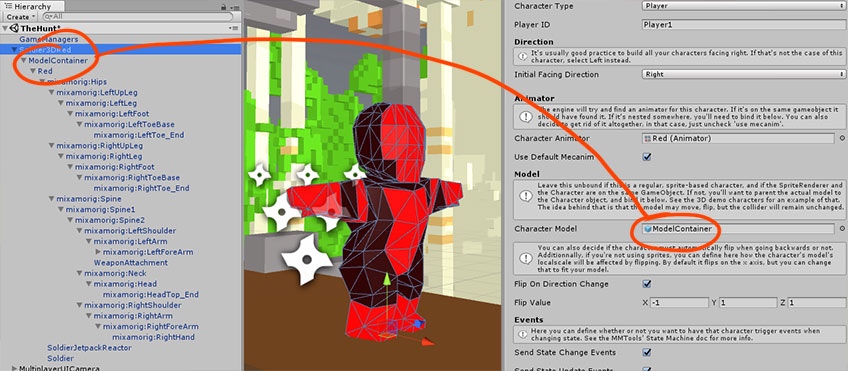 Hierarchy
Create
All
TheHunt*
GameManagers
Soldier3DRed
ModelContainer
Red
mixamorig:Hips
mixamorig:LeftUpLeg
mixamorig:LeftLeg
mixamorig:LeftFoot
mixamorig:LeftToeBase
mixamorig:LeftToe_End
mixamorig:RightUpLeg
mixamorig:RightLeg
mixamorig:RightFoot
mixamorig:RightToeBase
mixamorig:RightToe_End
mixamorig:Spine
mixamorig:Spine1
mixamorig:Spine2
mixamorig:LeftShoulder
mixamorig:LeftArm
mixamorig:LeftForeArm
WeaponAttachment
mixamorig:Neck
mixamorig:Head
mixamorig:HeadTop_End
mixamorig:RightShoulder
mixamorig:RightArm
mixamorig:RightForeArm
mixamorig:RightHand
SoldierJetpackReactor
Soldier
MultiplayerUICamera
Character Type Player
Player ID Player1
Direction
It's usually good practice to build all your characters facing right. If that's not the case of this
character, select Left instead.
Initial Facing Direction Right
Animator
The engine will try and find an animator for this character. If it's on the same gameobject it
should have found it. If it's nested somewhere, you'll need to bind it below. You can also
decide to get rid of it altogether, in that case, just uncheck 'use mecanim'.
Character Animator Red (Animator)
Use Default Mecanim
Model
Leave this unbound if this is a regular, sprite-based character, and if the SpriteRenderer and
the Character are on the same GameObject. If not, you'll want to parent the actual model to
the Character object, and bind it below. See the 3D demo characters for an example of that.
The idea behind that is that the model may move, flip, but the collider will remain unchanged.
Character Model ModelContainer
You can also decide if the character must automatically flip when going backwards or not.
Additionnally, if you're not using sprites, you can define here how the character's model's
localscale will be affected by flipping. By default it flips on the x axis, but you can change
that to fit your model.
Flip On Direction Change
Flip Value X -1 Y 1 Z 1
Events
Here you can define whether or not you want to have that character trigger events when
changing state. See the MMTools' State Machine doc for more info.
Send State Change Events
Send State Update Events